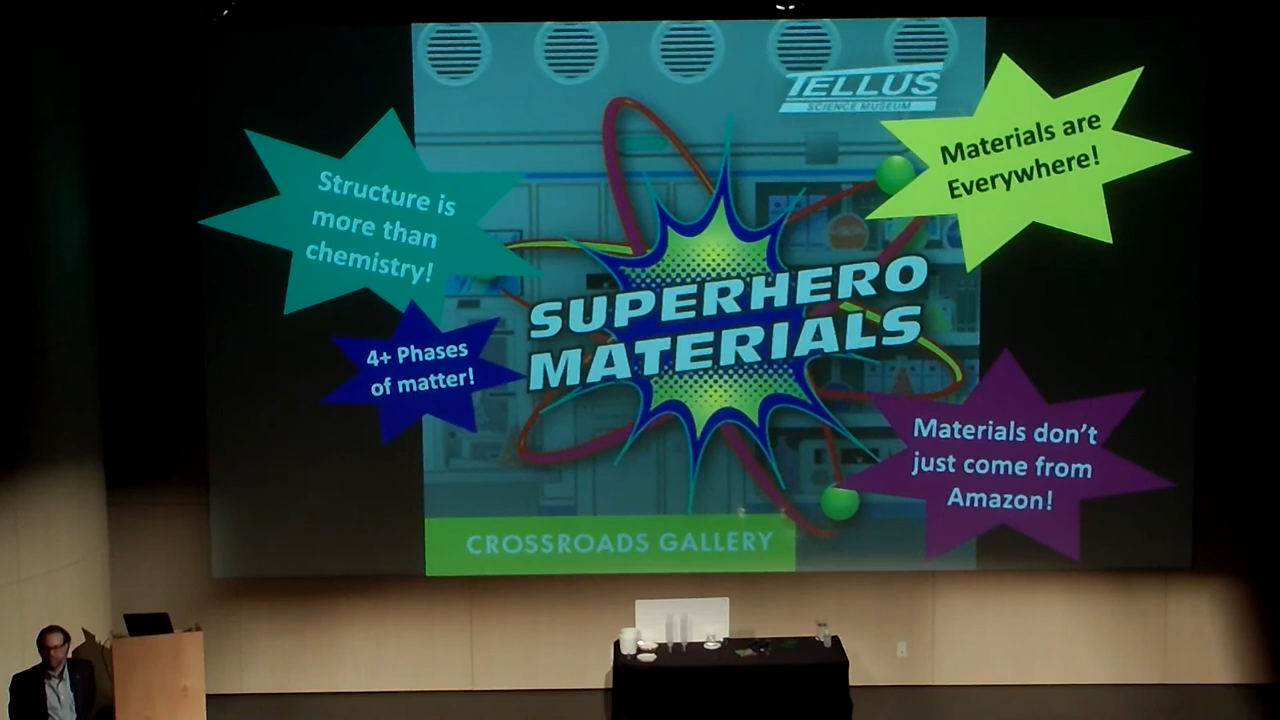 TELLUS
SCIENCE MUSEUM
Materials are
Everywhere!
Structure is
more than
chemistry!
SUPERHERO
MATERIALS
4+ Phases
of matter!
Materials don't
just come from
Amazon!
CROSSROADS GALLERY